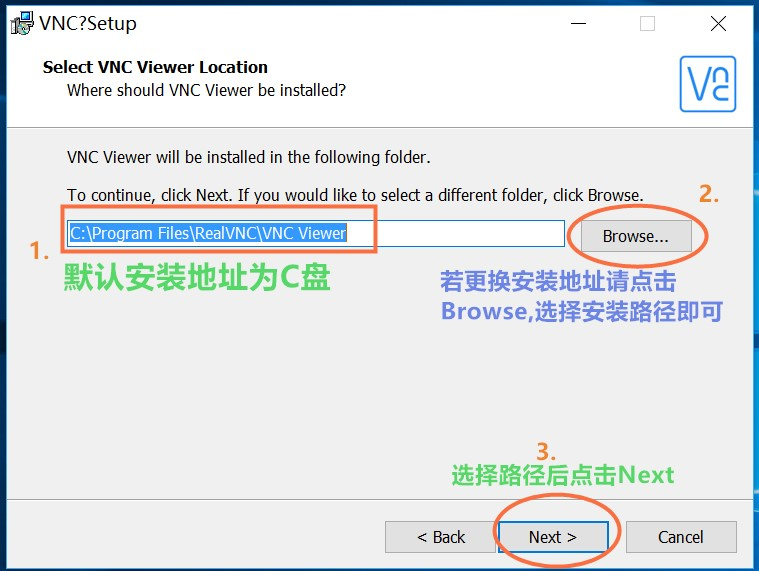 VNC?Setup
Select VNC Viewer Location
Where should VNC Viewer be installed?
VNC
VNC Viewer will be installed in the following folder.
To continue, click Next. If you would like to select a different folder, click Browse.
2.
C:\Program Files\RealVNC\VNC Viewer
Browse...
1.
默认安装地址为C盘
若更换安装地址请点击
Browse,选择安装路径即可
3.
选择路径后点击Next
< Back
Next >
Cancel